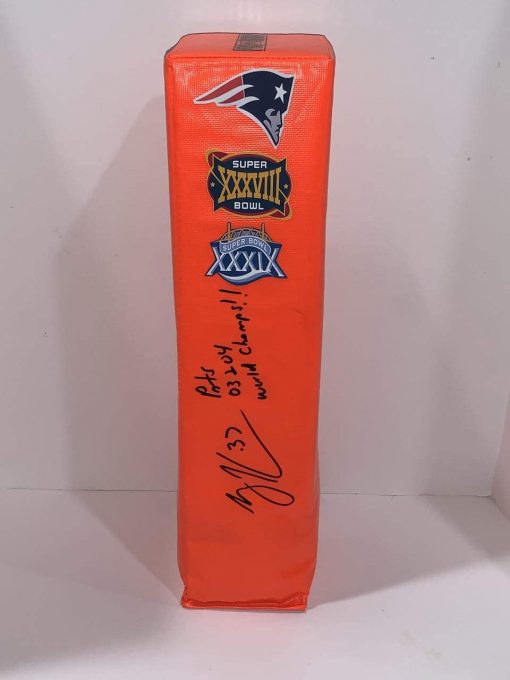 SUPER
XXXVIII
BOWL
SUPER BOWL
XXXIX
Pats
03 & 04
World Champs!!
37